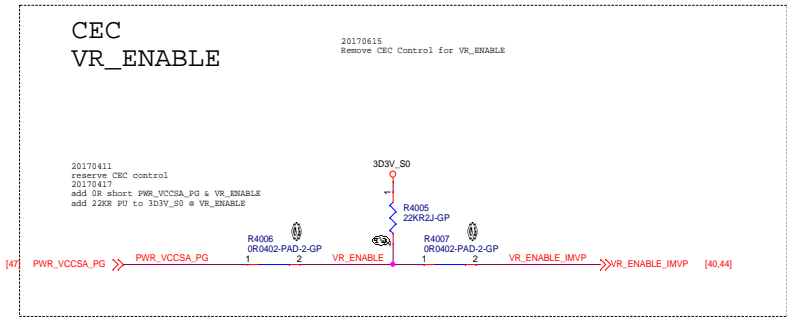 CEC
VR_ENABLE
20170615
Remove CEC Control for VR_ENABLE
20170411
reserve CEC control
20170417
add 0R short PWR_VCCSA_PG & VR_ENABLE
add 22KR PU to 3D3V_S0 @ VR_ENABLE
3D3V_S0
1
R4005
22KR2J-GP
R4006
0R0402-PAD-2-GP
1 2
R4007
0R0402-PAD-2-GP
1 2
[47] PWR_VCCSA_PG
PWR_VCCSA_PG
VR_ENABLE
VR_ENABLE_IMVP
VR_ENABLE_IMVP [40,44]